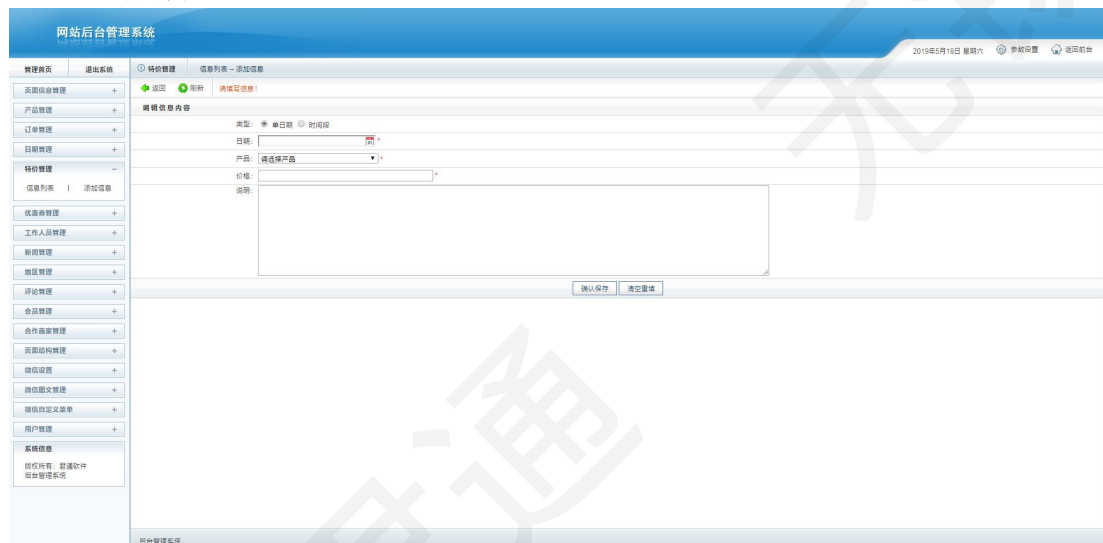 网站后台管理系统
2019年5月18日 星期六 参数设置 返回前台
管理首页 退出系统
特价管理 信息列表 -- 添加信息
返回 刷新 请填写信息!
编辑信息内容
类型: 单日期 时间段
日期: *
产品: 请选择产品 *
价格: *
说明:
确认保存 清空重填
页面信息管理 +
产品管理 +
订单管理 +
日期管理 +
特价管理 −
信息列表 | 添加信息
优惠券管理 +
工作人员管理 +
新闻管理 +
地区管理 +
评论管理 +
会员管理 +
合作商家管理 +
页面结构管理 +
微信设置 +
微信图文管理 +
微信自定义菜单 +
用户管理 +
系统信息
版权所有: 君通软件
后台管理系统
后台管理系统
通